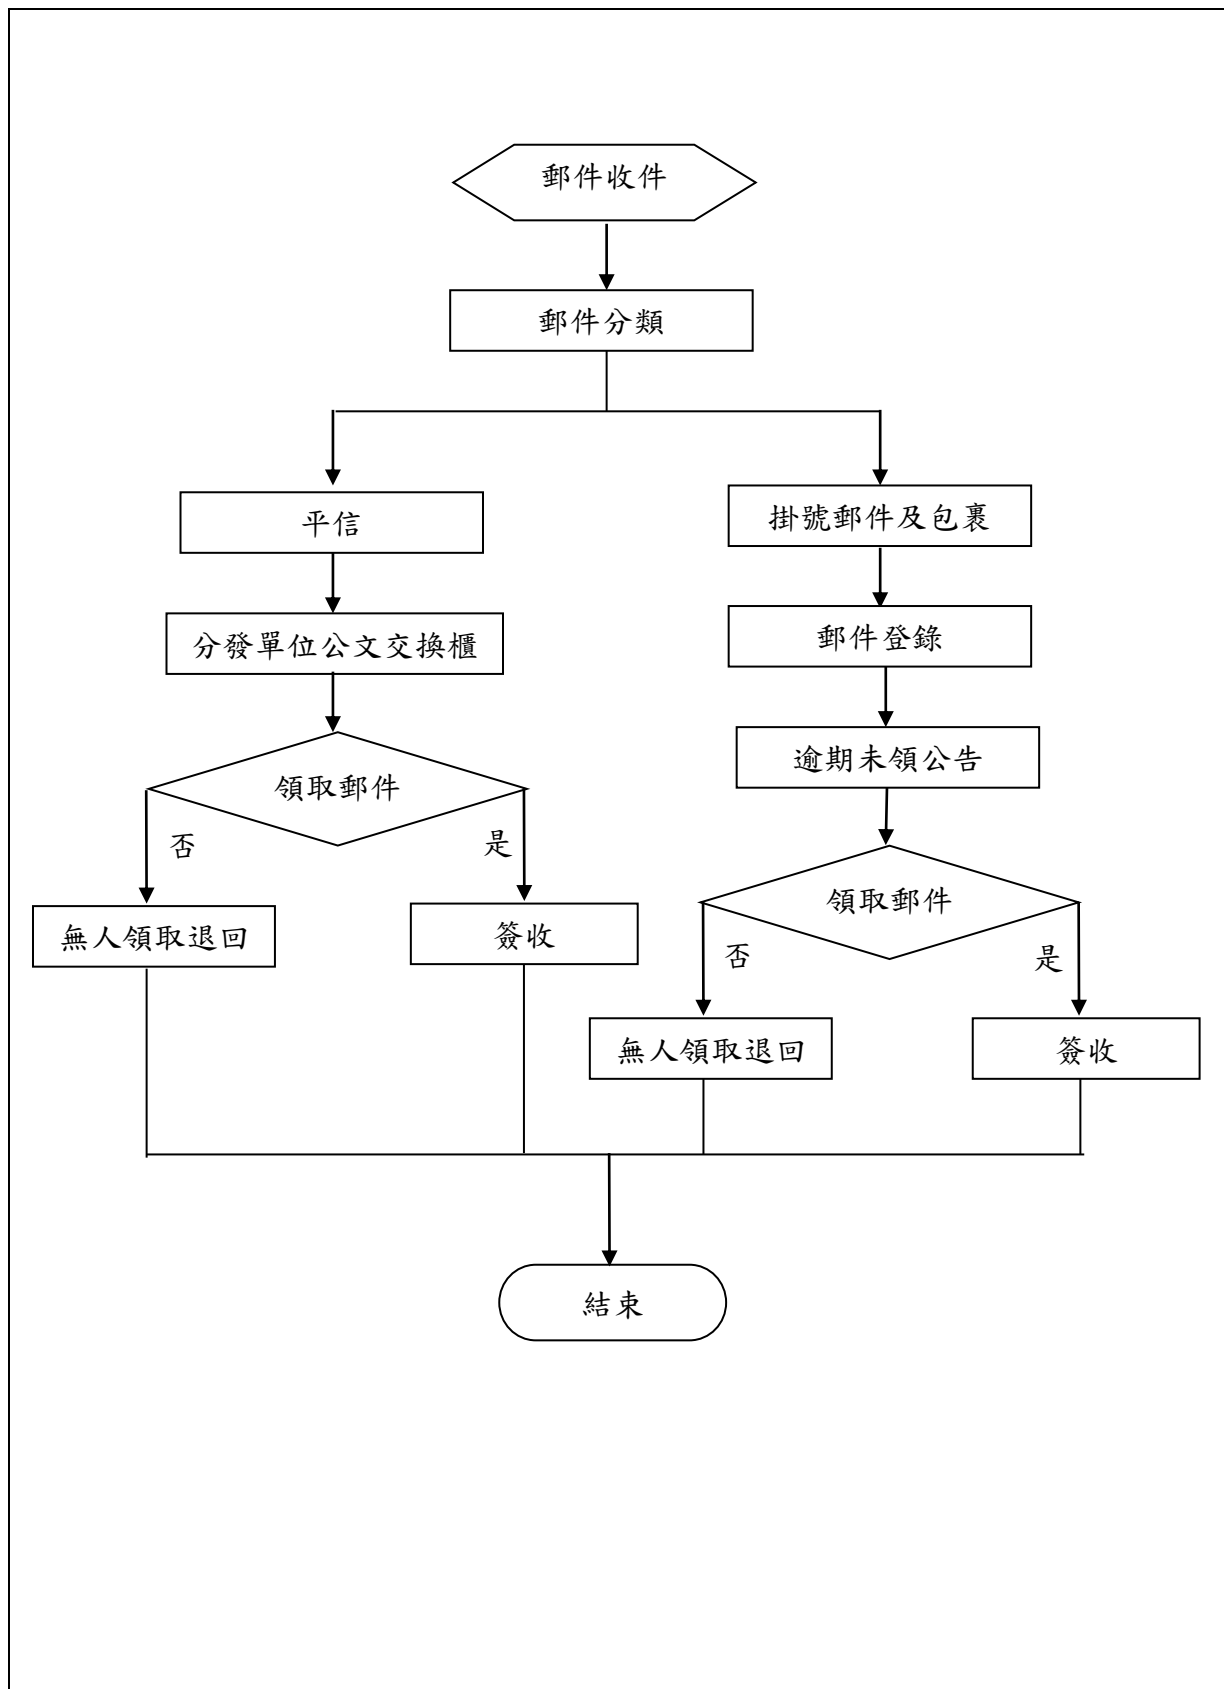 郵件收件
郵件分類
平信
掛號郵件及包裹
分發單位公文交換櫃
郵件登錄
逾期未領公告
領取郵件
否
是
領取郵件
無人領取退回
簽收
否
是
無人領取退回
簽收
結束